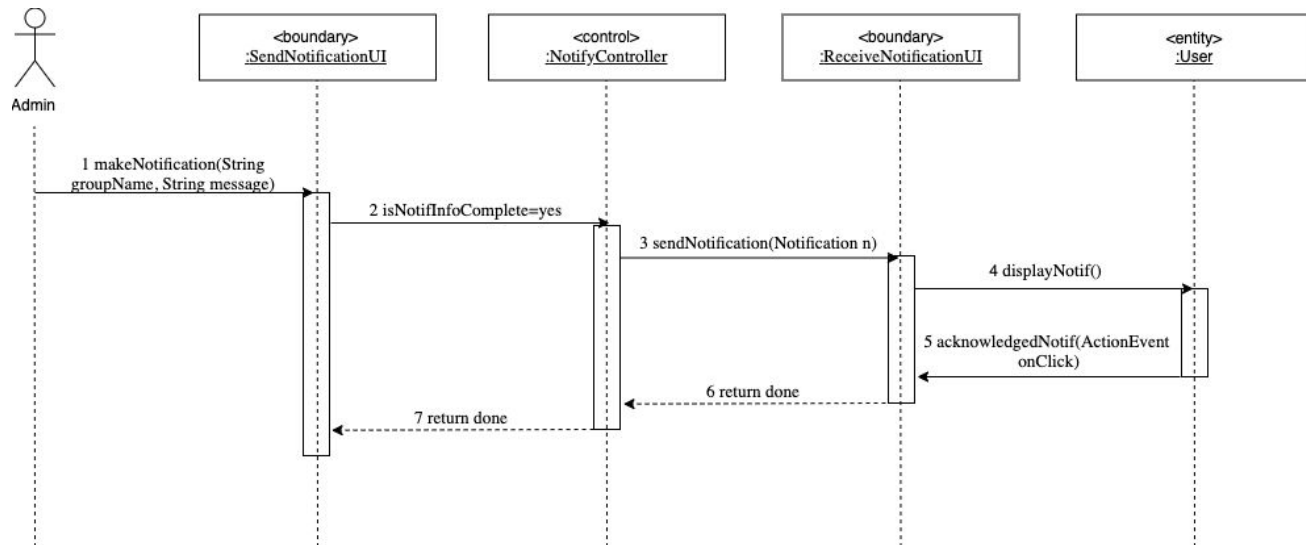 <boundary>
:SendNotificationUI
<control>
:NotifyController
<boundary>
:ReceiveNotificationUI
<entity>
:User
Admin
1 makeNotification(String
groupName, String message)
2 isNotifInfoComplete=yes
3 sendNotification(Notification n)
4 displayNotif()
5 acknowledgedNotif(ActionEvent
onClick)
6 return done
7 return done